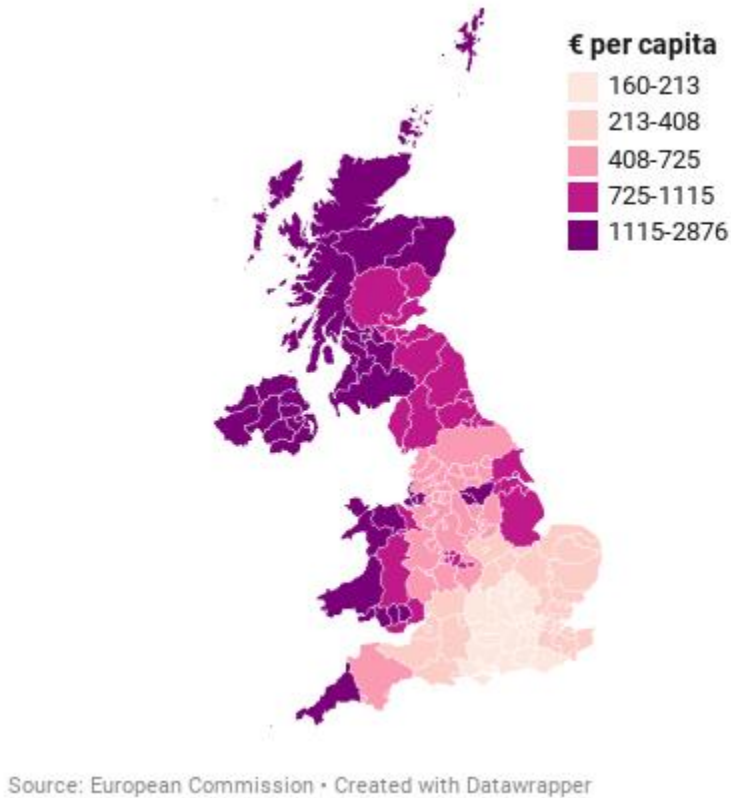 € per capita
160-213
213-408
408-725
725-1115
1115-2876
Source: European Commission • Created with Datawrapper